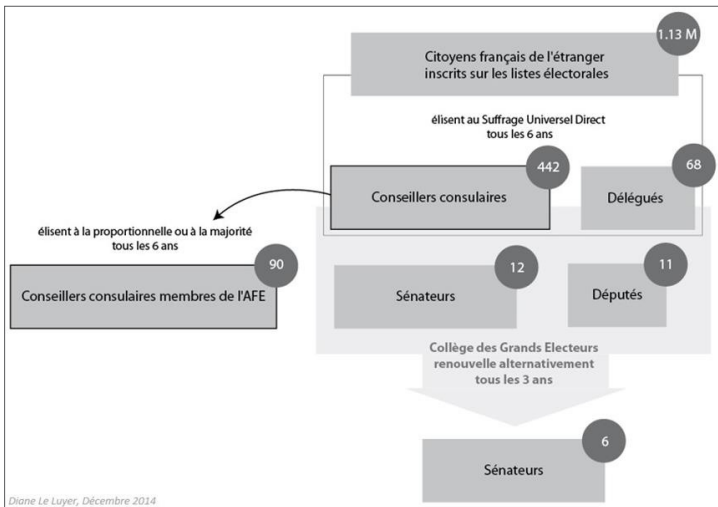 1.13 M
Citoyens français de l'étranger
inscrits sur les listes électorales
élisent au Suffrage Universel Direct
tous les 6 ans
442
Conseillers consulaires
68
Délégués
élisent à la proportionnelle ou à la majorité
tous les 6 ans
90
Conseillers consulaires membres de l'AFE
12
Sénateurs
11
Députés
Collège des Grands Electeurs
renouvelle alternativement
tous les 3 ans
6
Sénateurs
Diane Le Luyer, Décembre 2014